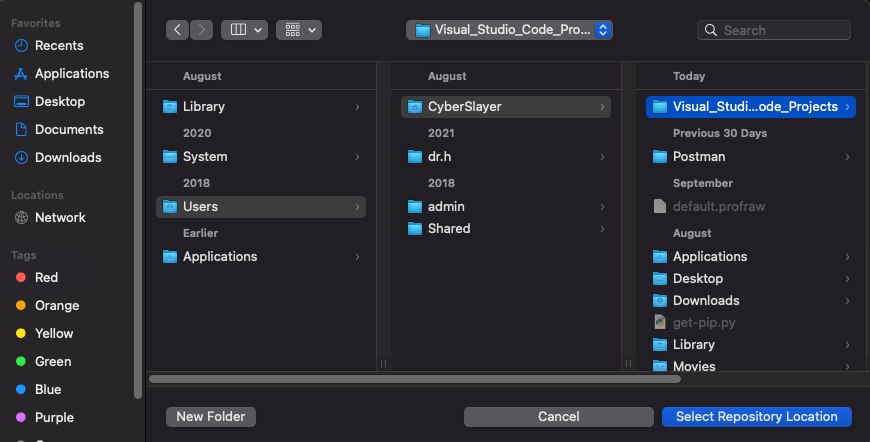 Favorites
Recents
Applications
Desktop
Documents
Downloads
Locations
Network
Tags
Red
Orange
Yellow
Green
Blue
Purple
Visual_Studio_Code_Pro...
Search
August
Library
2020
System
2018
Users
Earlier
Applications
August
CyberSlayer
2021
dr.h
2018
admin
Shared
Today
Visual_Studi...ode_Projects
Previous 30 Days
Postman
September
default.profraw
August
Applications
Desktop
Downloads
get-pip.py
Library
Movies
New Folder
Cancel
Select Repository Location